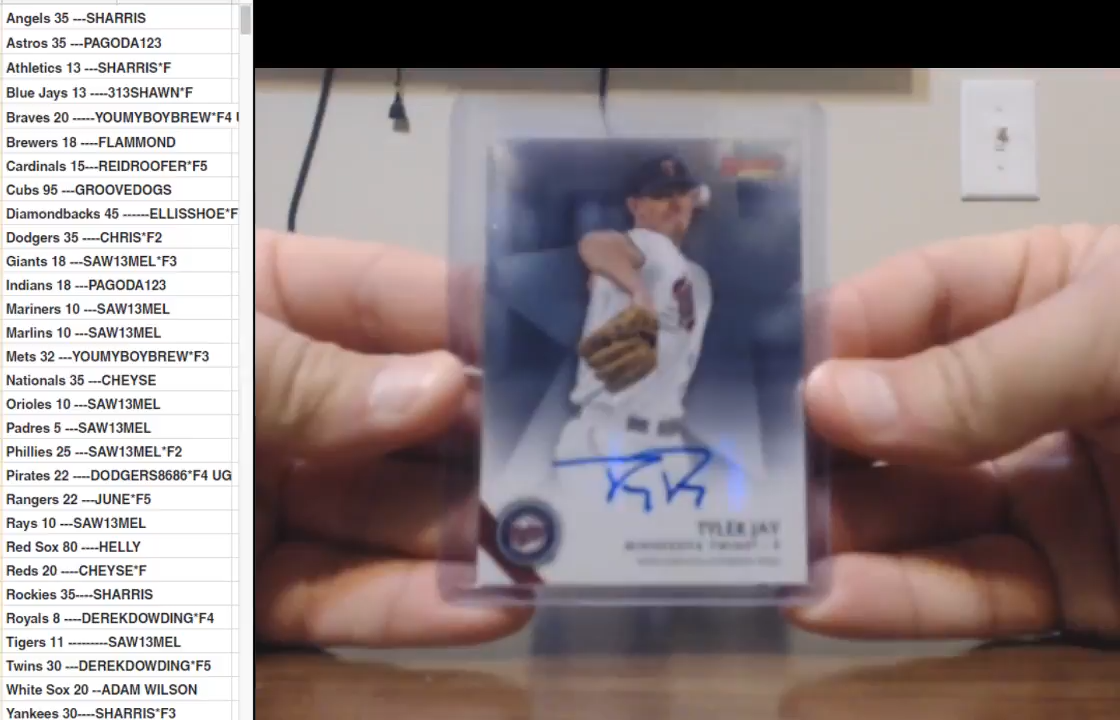 Angels 35 ---SHARRIS
Astros 35 ---PAGODA123
Athletics 13 ---SHARRIS*F
Blue Jays 13 ----313SHAWN*F
Braves 20 -----YOUMYBOYBREW*F4 U
Brewers 18 ----FLAMMOND
Cardinals 15---REIDROOFER*F5
Cubs 95 ---GROOVEDOGS
Diamondbacks 45 ------ELLISSHOE*F
Dodgers 35 ----CHRIS*F2
Giants 18 ---SAW13MEL*F3
Indians 18 ---PAGODA123
Mariners 10 ---SAW13MEL
Marlins 10 ---SAW13MEL
Mets 32 ---YOUMYBOYBREW*F3
Nationals 35 ---CHEYSE
Orioles 10 ---SAW13MEL
Padres 5 ---SAW13MEL
Phillies 25 ---SAW13MEL*F2
Pirates 22 ----DODGERS8686*F4 UG
Rangers 22 ---JUNE*F5
Rays 10 ---SAW13MEL
Red Sox 80 ----HELLY
Reds 20 ----CHEYSE*F
Rockies 35----SHARRIS
Royals 8 ----DEREKDOWDING*F4
Tigers 11 ---------SAW13MEL
Twins 30 ---DEREKDOWDING*F5
White Sox 20 --ADAM WILSON
Yankees 30----SHARRIS*F3
TYLER JAY